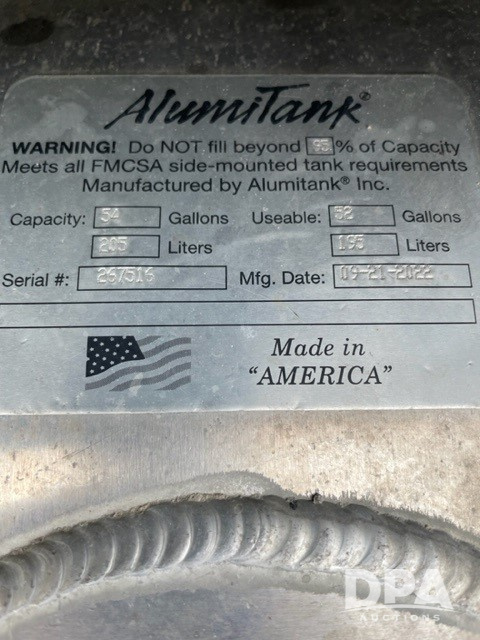 AlumiTank®
WARNING! Do NOT fill beyond 95 % of Capacity
Meets all FMCSA side-mounted tank requirements
Manufactured by Alumitank® Inc.
Capacity: 54 Gallons Useable: 52 Gallons
205 Liters 195 Liters
Serial #: 267516 Mfg. Date: 09-21-2022
Made in
"AMERICA"
DPA
AUCTIONS